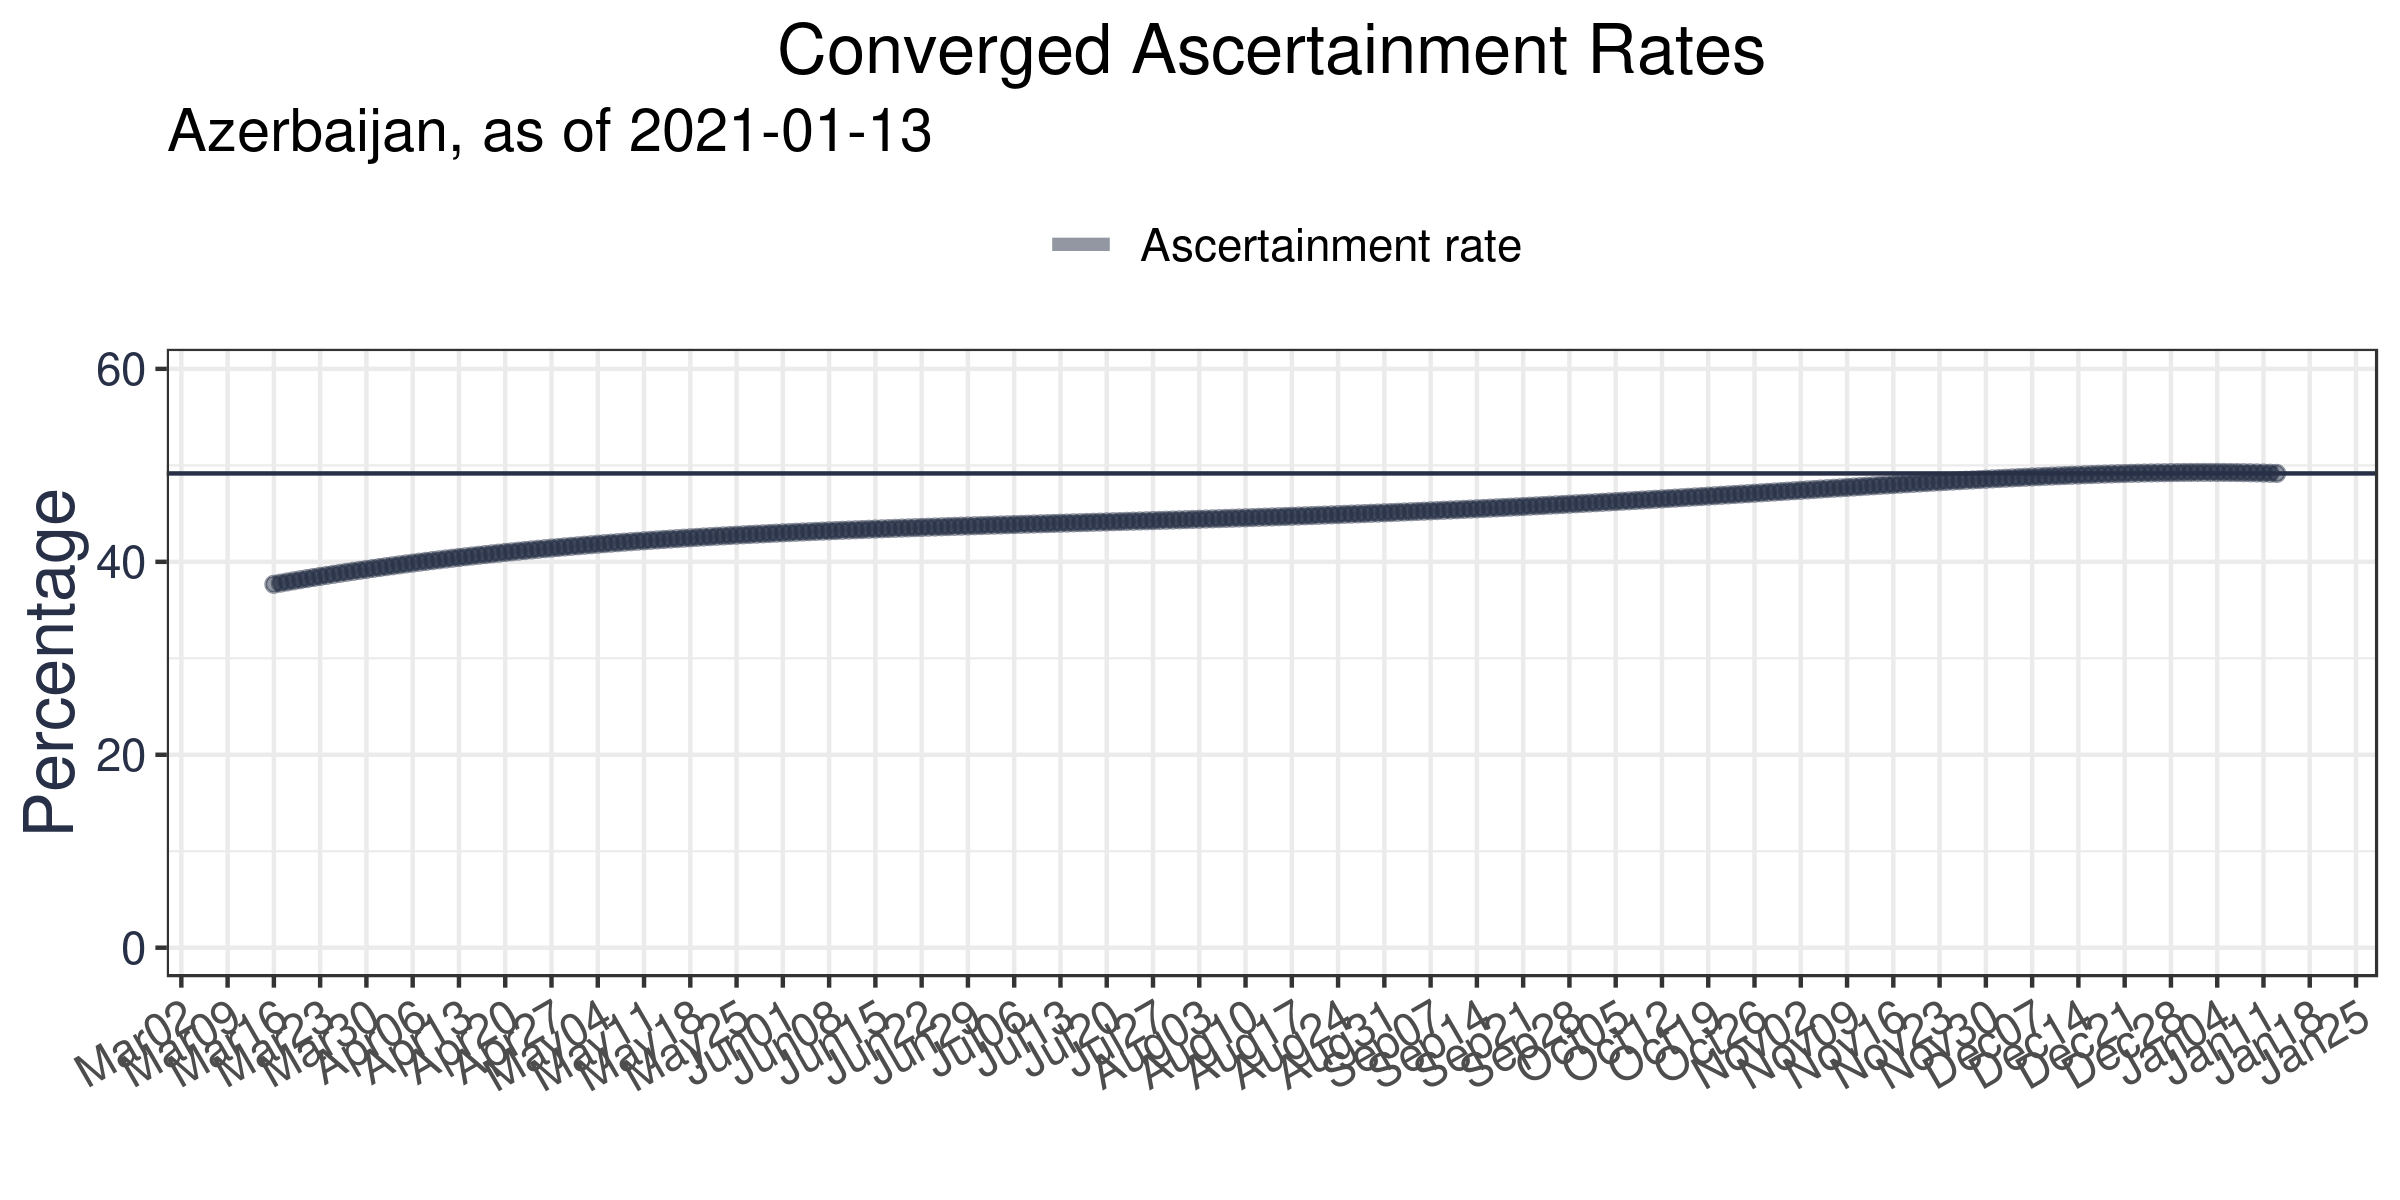 Converged Ascertainment Rates
Azerbaijan, as of 2021-01-13
Ascertainment rate
Percentage
60
40
20
0
Mar02
Mar09
Mar16
Mar23
Mar30
Apr06
Apr13
Apr20
Apr27
May04
May11
May18
May25
Jun01
Jun08
Jun15
Jun22
Jun29
Jul06
Jul13
Jul20
Jul27
Aug03
Aug10
Aug17
Aug24
Aug31
Sep07
Sep14
Sep21
Sep28
Oct05
Oct12
Oct19
Oct26
Nov02
Nov09
Nov16
Nov23
Nov30
Dec07
Dec14
Dec21
Dec28
Jan04
Jan11
Jan18
Jan25